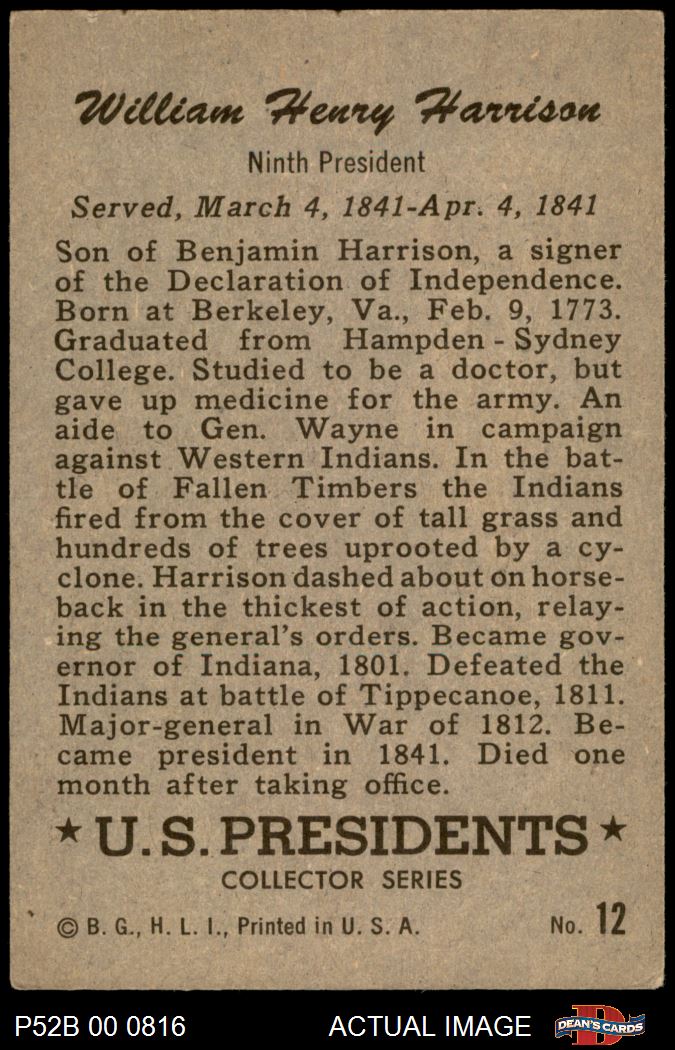 William Henry Harrison
Ninth President
Served, March 4, 1841-Apr. 4, 1841
Son of Benjamin Harrison, a signer
of the Declaration of Independence.
Born at Berkeley, Va., Feb. 9, 1773.
Graduated from Hampden - Sydney
College. Studied to be a doctor, but
gave up medicine for the army. An
aide to Gen. Wayne in campaign
against Western Indians. In the bat-
tle of Fallen Timbers the Indians
fired from the cover of tall grass and
hundreds of trees uprooted by a cy-
clone. Harrison dashed about on horse-
back in the thickest of action, relay-
ing the general's orders. Became gov-
ernor of Indiana, 1801. Defeated the
Indians at battle of Tippecanoe, 1811.
Major-general in War of 1812. Be-
came president in 1841. Died one
month after taking office.
★ U.S. PRESIDENTS ★
COLLECTOR SERIES
© B. G., H. L. I., Printed in U. S. A. No. 12
P52B 00 0816 ACTUAL IMAGE D DEAN'S CARDS